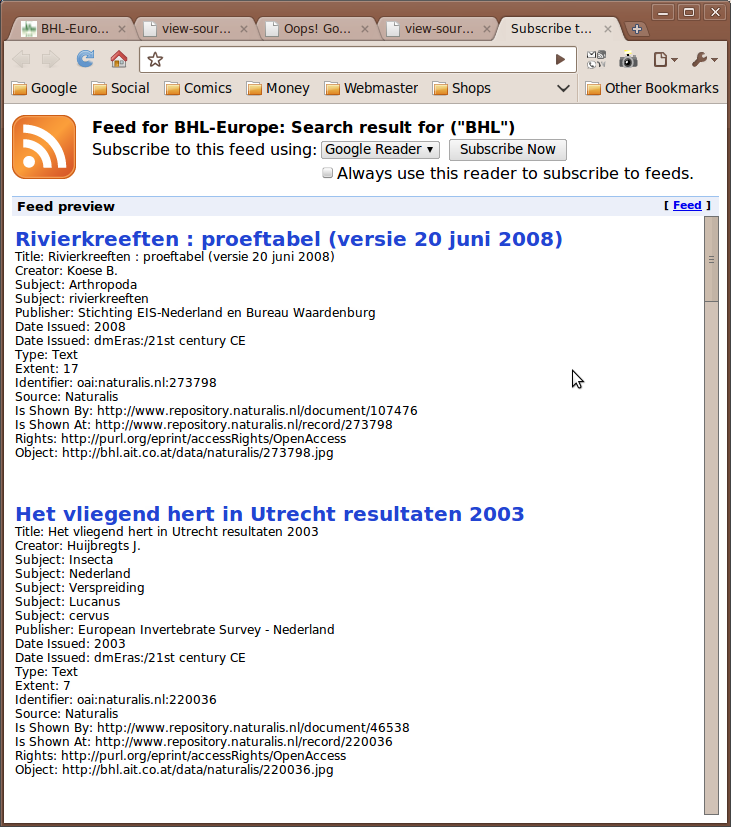 BHL-Euro...
view-sour...
Oops! Go...
view-sour...
Subscribe t...
Google
Social
Comics
Money
Webmaster
Shops
Other Bookmarks
Feed for BHL-Europe: Search result for ("BHL")
Subscribe to this feed using: Google Reader Subscribe Now
Always use this reader to subscribe to feeds.
Feed preview [ Feed ]
Rivierkreeften : proeftabel (versie 20 juni 2008)
Title: Rivierkreeften : proeftabel (versie 20 juni 2008)
Creator: Koese B.
Subject: Arthropoda
Subject: rivierkreeften
Publisher: Stichting EIS-Nederland en Bureau Waardenburg
Date Issued: 2008
Date Issued: dmEras:/21st century CE
Type: Text
Extent: 17
Identifier: oai:naturalis.nl:273798
Source: Naturalis
Is Shown By: http://www.repository.naturalis.nl/document/107476
Is Shown At: http://www.repository.naturalis.nl/record/273798
Rights: http://purl.org/eprint/accessRights/OpenAccess
Object: http://bhl.ait.co.at/data/naturalis/273798.jpg
Het vliegend hert in Utrecht resultaten 2003
Title: Het vliegend hert in Utrecht resultaten 2003
Creator: Huijbregts J.
Subject: Insecta
Subject: Nederland
Subject: Verspreiding
Subject: Lucanus
Subject: cervus
Publisher: European Invertebrate Survey - Nederland
Date Issued: 2003
Date Issued: dmEras:/21st century CE
Type: Text
Extent: 7
Identifier: oai:naturalis.nl:220036
Source: Naturalis
Is Shown By: http://www.repository.naturalis.nl/document/46538
Is Shown At: http://www.repository.naturalis.nl/record/220036
Rights: http://purl.org/eprint/accessRights/OpenAccess
Object: http://bhl.ait.co.at/data/naturalis/220036.jpg